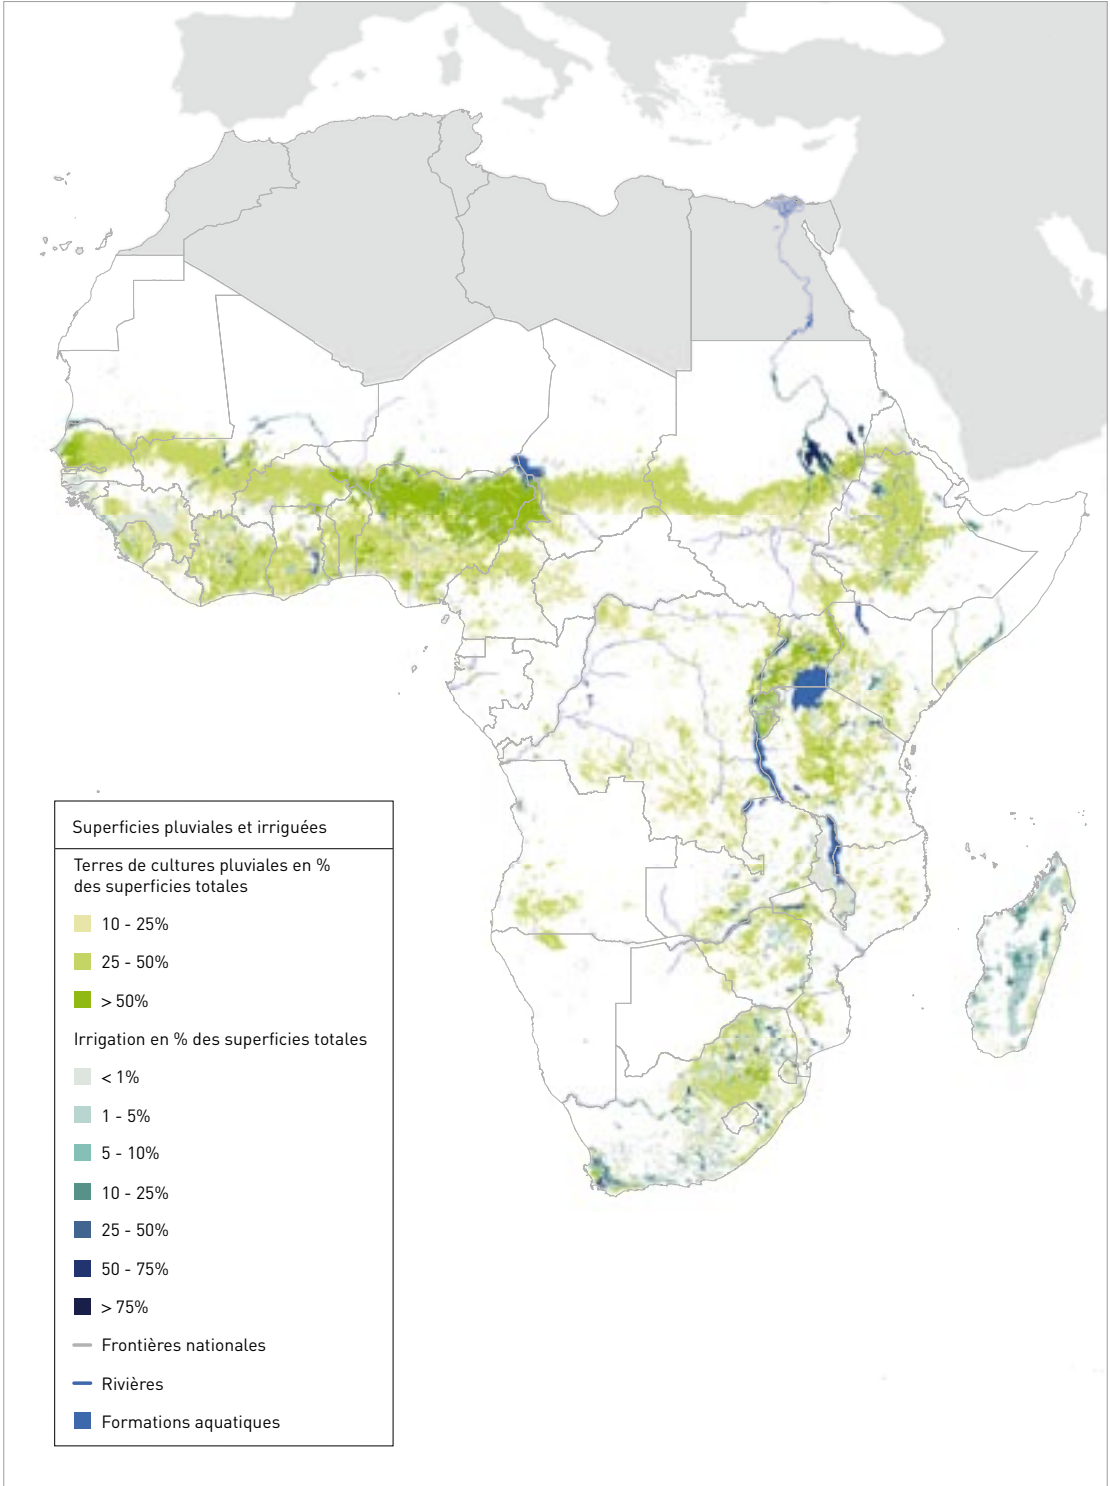 Superficies pluviales et irriguées
Terres de cultures pluviales en %
des superficies totales
10 - 25%
25 - 50%
> 50%
Irrigation en % des superficies totales
< 1%
1 - 5%
5 - 10%
10 - 25%
25 - 50%
50 - 75%
> 75%
Frontières nationales
Rivières
Formations aquatiques